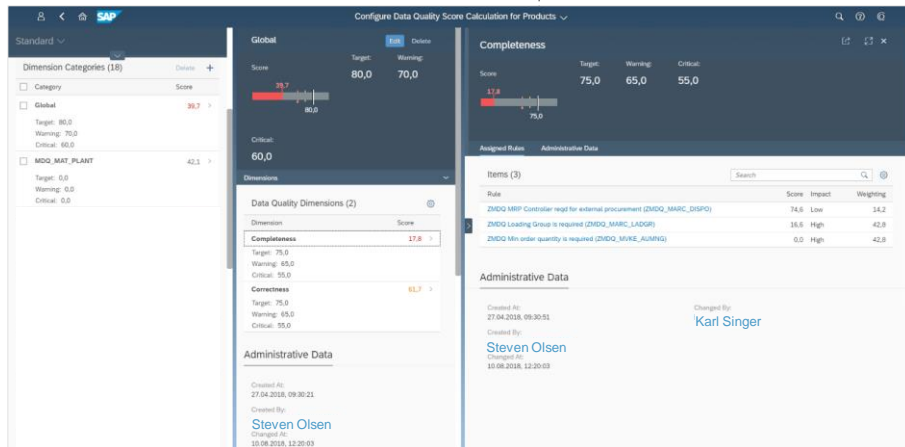 SAP
Configure Data Quality Score Calculation for Products
Standard
Dimension Categories (18)
Delete +
Category Score
Global 39,7
Target: 80,0
Warning: 70,0
Critical: 60,0
MDQ_MAT_PLANT 42,1
Target: 0,0
Warning: 0,0
Critical: 0,0
Global
Edit Delete
Score
Target: Warning:
80,0 70,0
39,7
80,0
Critical:
60,0
Dimensions
Data Quality Dimensions (2)
Dimension Score
Completeness 17,8
Target: 75,0
Warning: 65,0
Critical: 55,0
Correctness 61,7
Target: 75,0
Warning: 65,0
Critical: 55,0
Administrative Data
Created At:
27.04.2018, 09:30:21
Created By:
Steven Olsen
Changed At:
10.08.2018, 12:20:03
Completeness
Score
Target: Warning: Critical:
75,0 65,0 55,0
17,8
75,0
Assigned Rules Administrative Data
Items (3)
Search
Rule Score Impact Weighting
ZMDQ MRP Controller reqd for external procurement (ZMDQ_MARC_DISPO) 74,6 Low 14,2
ZMDQ Loading Group is required (ZMDQ_MARC_LADGR) 16,6 High 42,8
ZMDQ Min order quantity is required (ZMDQ_MVKE_AUMNG) 0,0 High 42,8
Administrative Data
Created At:
27.04.2018, 09:30:51
Changed By:
Karl Singer
Created By:
Steven Olsen
Changed At:
10.08.2018, 12:20:03